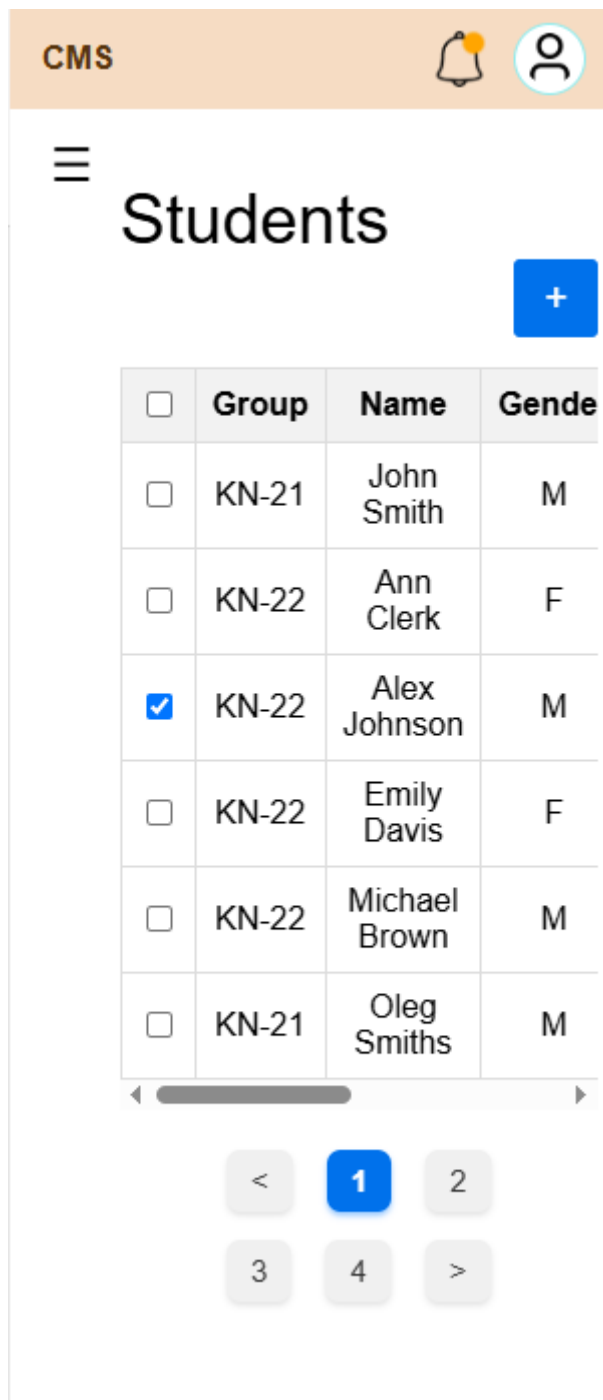 CMS
Students
+
Group Name Gende
KN-21 John Smith M
KN-22 Ann Clerk F
KN-22 Alex Johnson M
KN-22 Emily Davis F
KN-22 Michael Brown M
KN-21 Oleg Smiths M
< 1 2
3 4 >